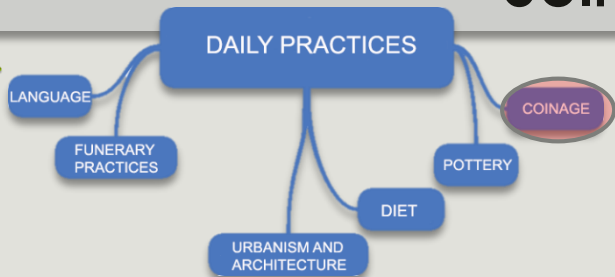 DAILY PRACTICES
LANGUAGE
COINAGE
FUNERARY
PRACTICES
POTTERY
DIET
URBANISM AND
ARCHITECTURE